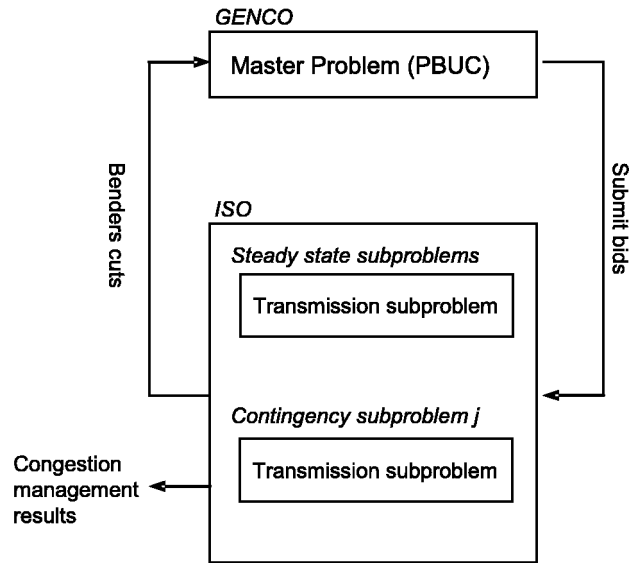 GENCO
Master Problem (PBUC)
Benders cuts
Submit bids
ISO
Steady state subproblems
Transmission subproblem
Contingency subproblem j
Transmission subproblem
Congestion
management
results